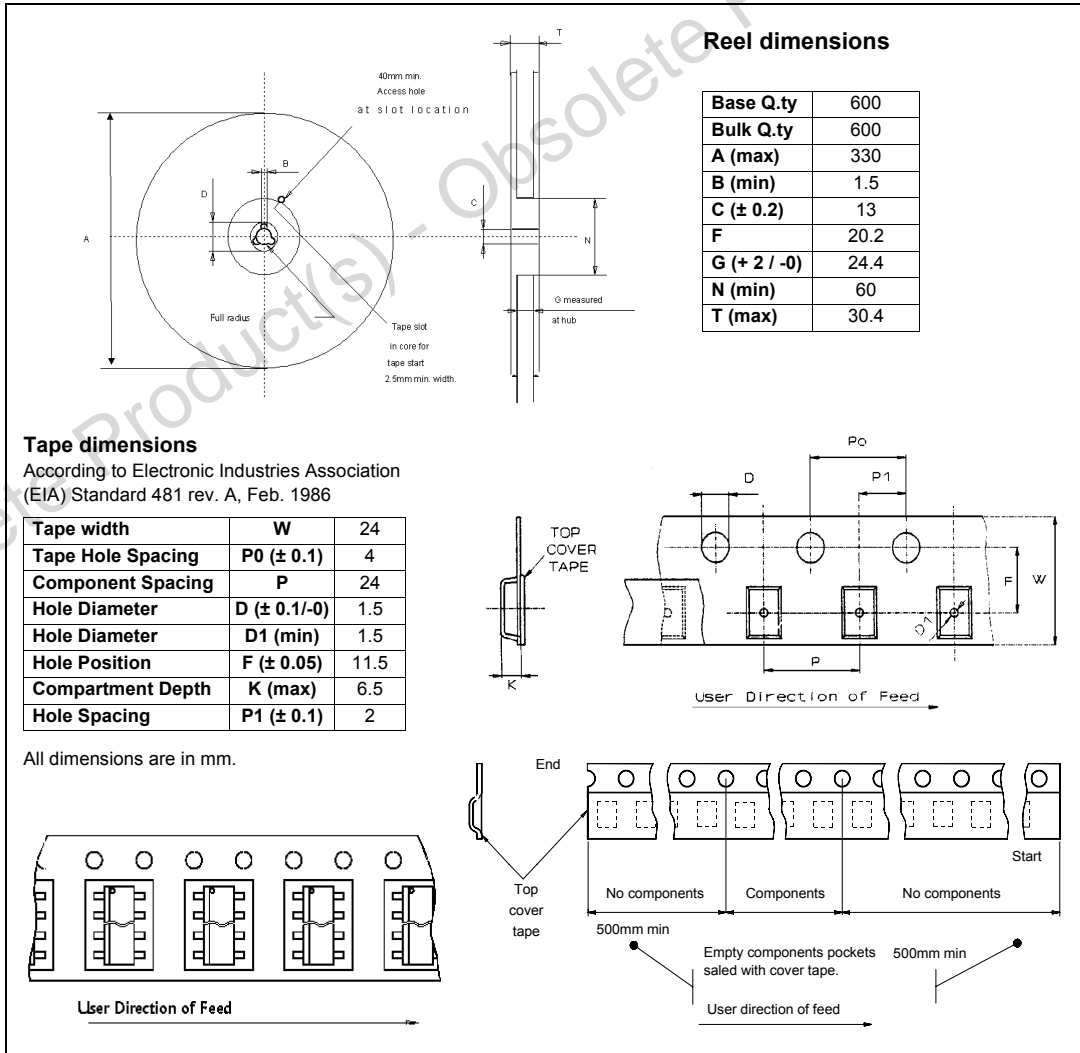 Reel dimensions
T
40mm min.
Access hole
at slot location
B
D
C
A
N
G measured
at hub
Full radius
Tape slot
in core for
tape start
2.5mm min. width.
Base Q.ty 600
Bulk Q.ty 600
A (max) 330
B (min) 1.5
C (± 0.2) 13
F 20.2
G (+ 2 / -0) 24.4
N (min) 60
T (max) 30.4
Tape dimensions
According to Electronic Industries Association
(EIA) Standard 481 rev. A, Feb. 1986
Tape width W 24
Tape Hole Spacing P0 (± 0.1) 4
Component Spacing P 24
Hole Diameter D (± 0.1/-0) 1.5
Hole Diameter D1 (min) 1.5
Hole Position F (± 0.05) 11.5
Compartment Depth K (max) 6.5
Hole Spacing P1 (± 0.1) 2
All dimensions are in mm.
TOP
COVER
TAPE
K
Po
D
P1
F
W
D1
P
User Direction of Feed
End
Start
Top
cover
tape
No components
Components
No components
500mm min
Empty components pockets
saled with cover tape.
500mm min
User direction of feed
User Direction of Feed
ete Product(s) - Obsolete